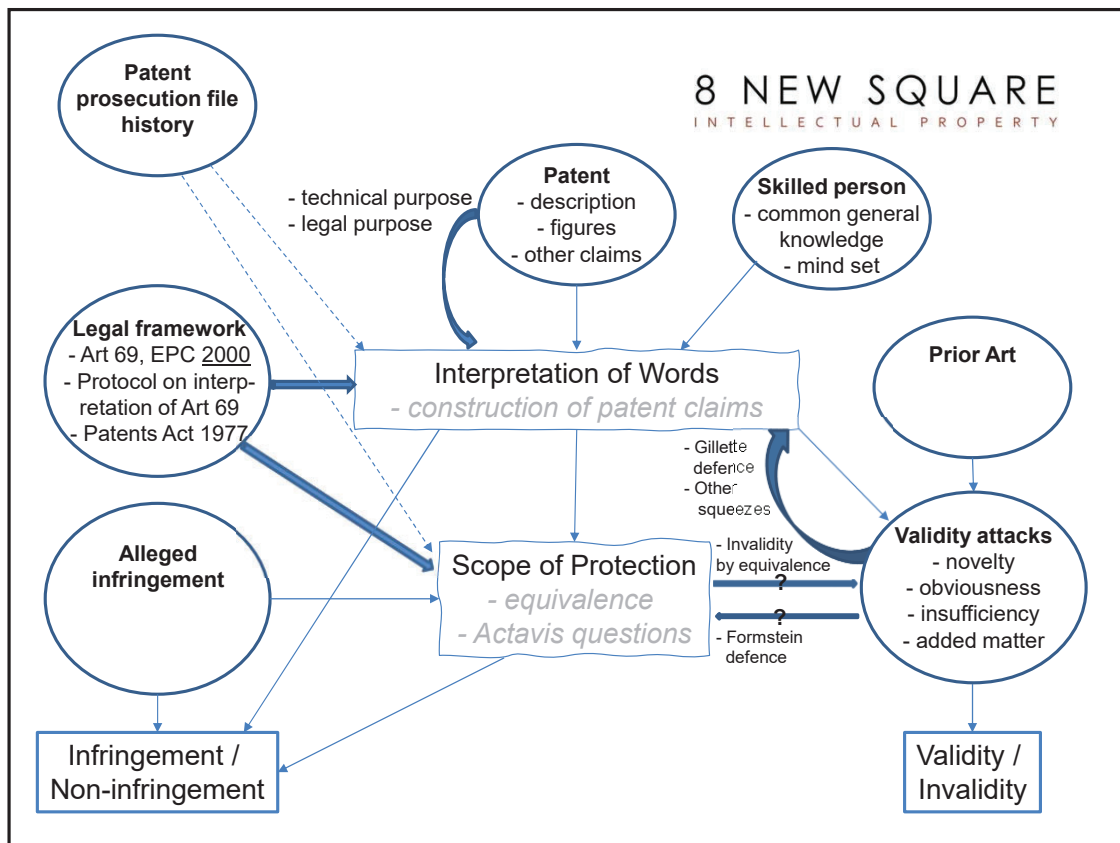 Patent
prosecution file
history
8 NEW SQUARE
INTELLECTUAL PROPERTY
- technical purpose
- legal purpose
Patent
- description
- figures
- other claims
Skilled person
- common general
knowledge
- mind set
Legal framework
- Art 69, EPC 2000
- Protocol on interp-
retation of Art 69
- Patents Act 1977
Interpretation of Words
- construction of patent claims
Prior Art
- Gillette
defence
- Other
squeezes
Alleged
infringement
Scope of Protection
- equivalence
- Actavis questions
- Invalidity
by equivalence
?
?
- Formstein
defence
Validity attacks
- novelty
- obviousness
- insufficiency
- added matter
Infringement /
Non-infringement
Validity /
Invalidity